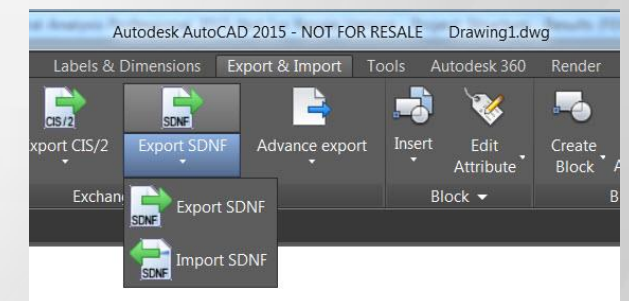 Autodesk AutoCAD 2015 - NOT FOR RESALE Drawing1.dwg
Labels & Dimensions Export & Import Tools Autodesk 360 Render
CIS/2 SDNF
xport CIS/2 Export SDNF Advance export Insert Edit Attribute Create Block A
Exchan Block B
SDNF Export SDNF
SDNF Import SDNF